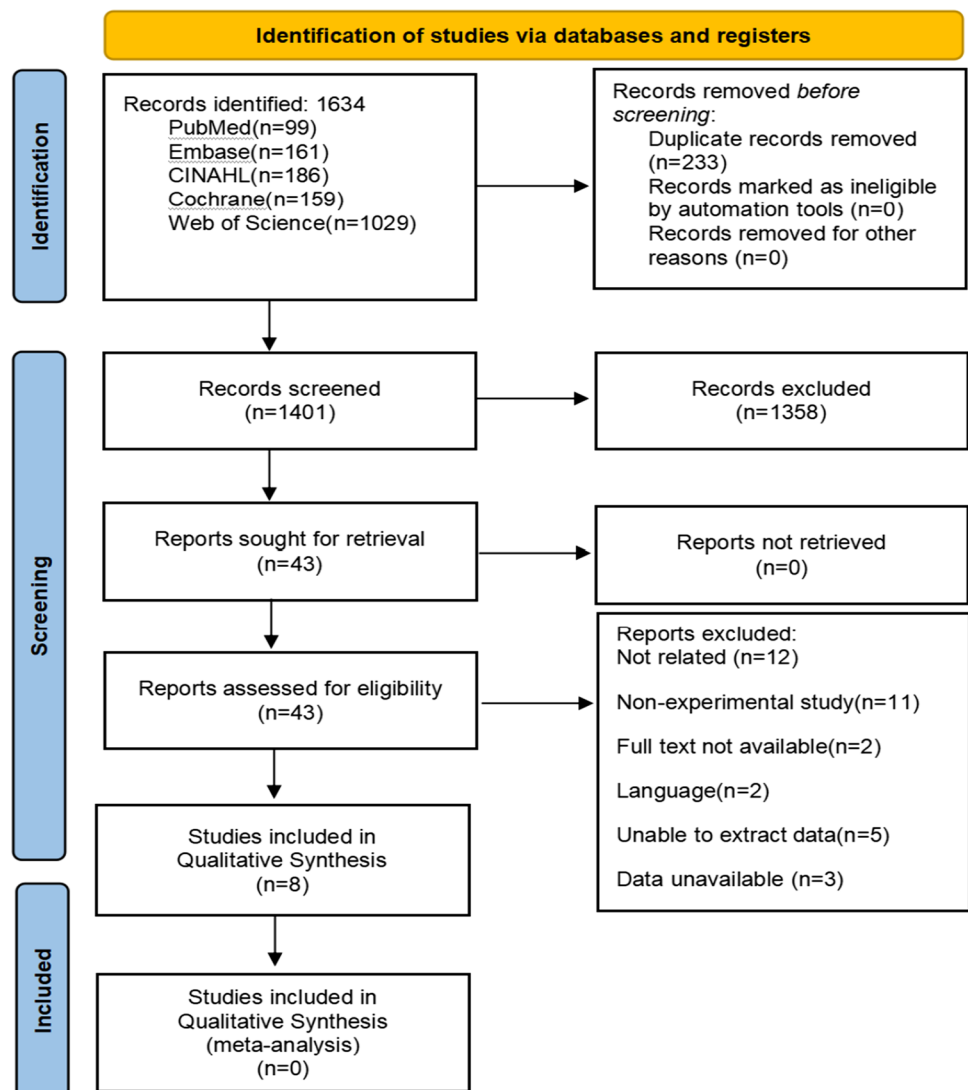 Identification of studies via databases and registers
Identification
Records identified: 1634
PubMed(n=99)
Embase(n=161)
CINAHL(n=186)
Cochrane(n=159)
Web of Science(n=1029)
Records removed before
screening:
Duplicate records removed
(n=233)
Records marked as ineligible
by automation tools (n=0)
Records removed for other
reasons (n=0)
Screening
Records screened
(n=1401)
Records excluded
(n=1358)
Reports sought for retrieval
(n=43)
Reports not retrieved
(n=0)
Reports assessed for eligibility
(n=43)
Reports excluded:
Not related (n=12)
Non-experimental study(n=11)
Full text not available(n=2)
Language(n=2)
Unable to extract data(n=5)
Data unavailable (n=3)
Studies included in
Qualitative Synthesis
(n=8)
Included
Studies included in
Qualitative Synthesis
(meta-analysis)
(n=0)